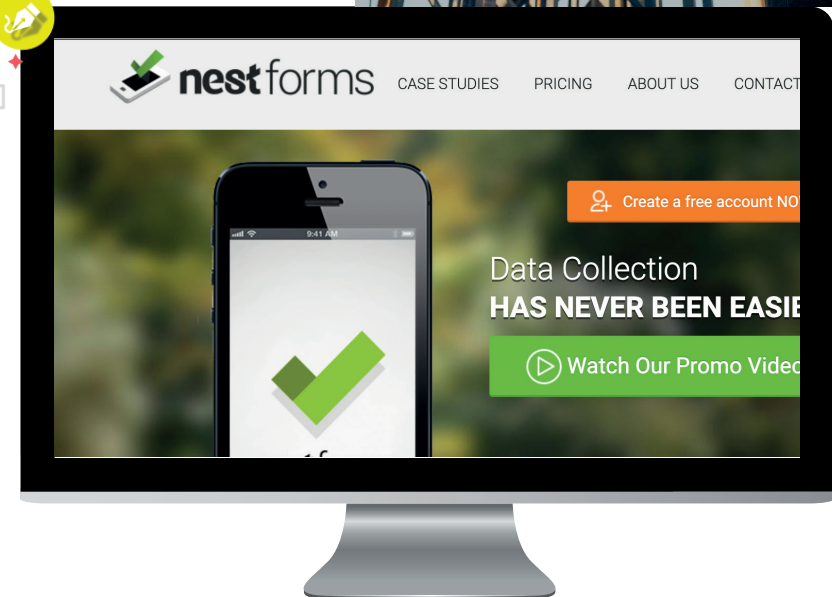 nestforms
CASE STUDIES PRICING ABOUT US CONTACT
Create a free account NO
9:41 AM
Data Collection
HAS NEVER BEEN EASIE
Watch Our Promo Video